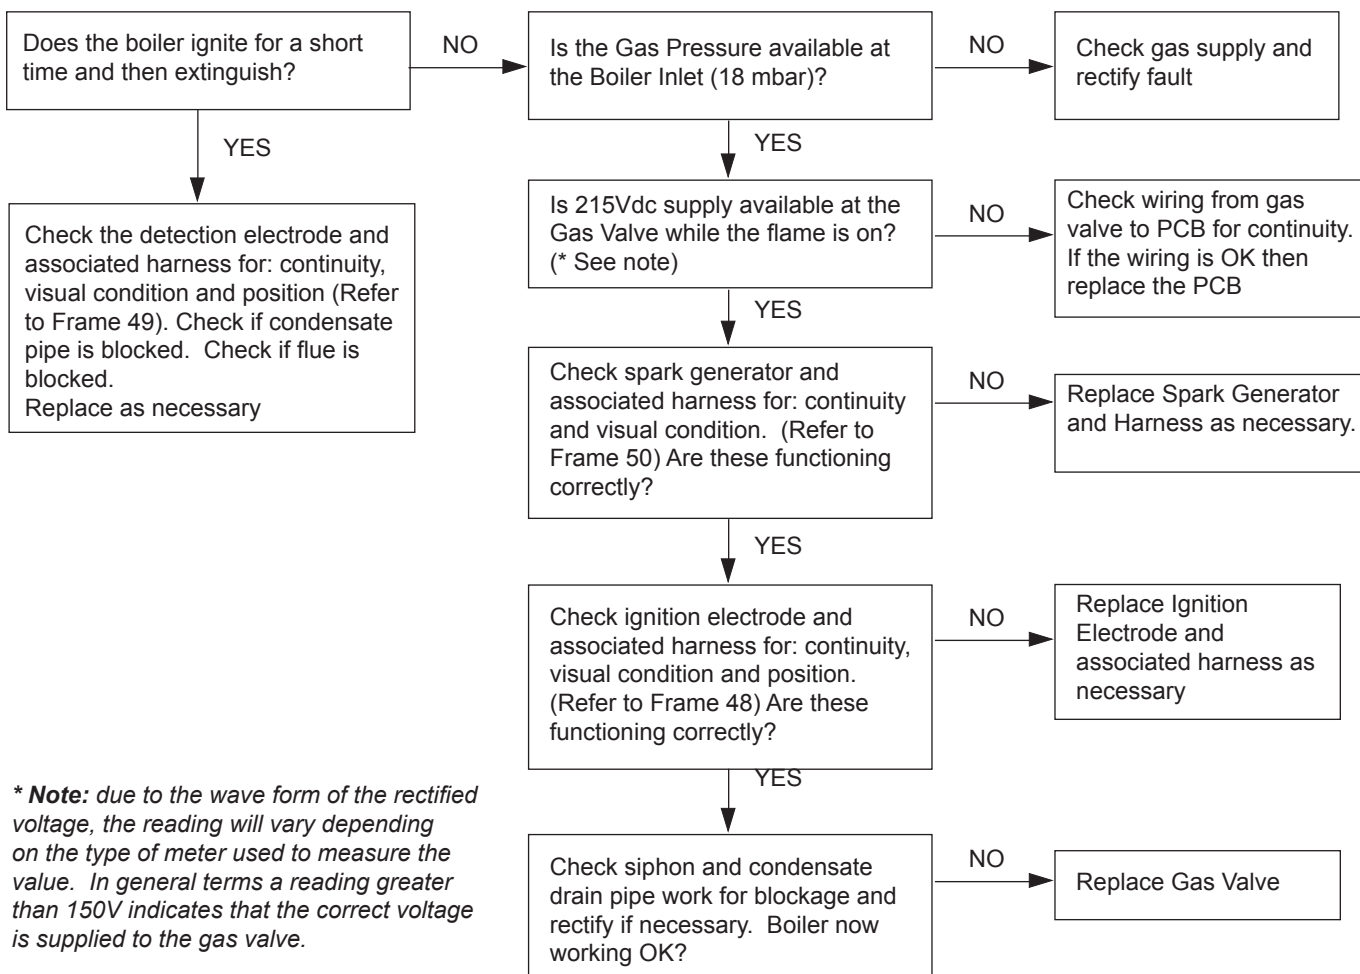 Does the boiler ignite for a short
time and then extinguish?
NO
Is the Gas Pressure available at
the Boiler Inlet (18 mbar)?
NO
Check gas supply and
rectify fault
YES
YES
Check the detection electrode and
associated harness for: continuity,
visual condition and position (Refer
to Frame 49). Check if condensate
pipe is blocked.  Check if flue is
blocked.
Replace as necessary
Is 215Vdc supply available at the
Gas Valve while the flame is on?
(* See note)
NO
Check wiring from gas
valve to PCB for continuity.
If the wiring is OK then
replace the PCB
YES
Check spark generator and
associated harness for: continuity
and visual condition.  (Refer to
Frame 50) Are these functioning
correctly?
NO
Replace Spark Generator
and Harness as necessary.
YES
Check ignition electrode and
associated harness for: continuity,
visual condition and position.
(Refer to Frame 48) Are these
functioning correctly?
NO
Replace Ignition
Electrode and
associated harness as
necessary
YES
* Note: due to the wave form of the rectified
voltage, the reading will vary depending
on the type of meter used to measure the
value.  In general terms a reading greater
than 150V indicates that the correct voltage
is supplied to the gas valve.
Check siphon and condensate
drain pipe work for blockage and
rectify if necessary.  Boiler now
working OK?
NO
Replace Gas Valve